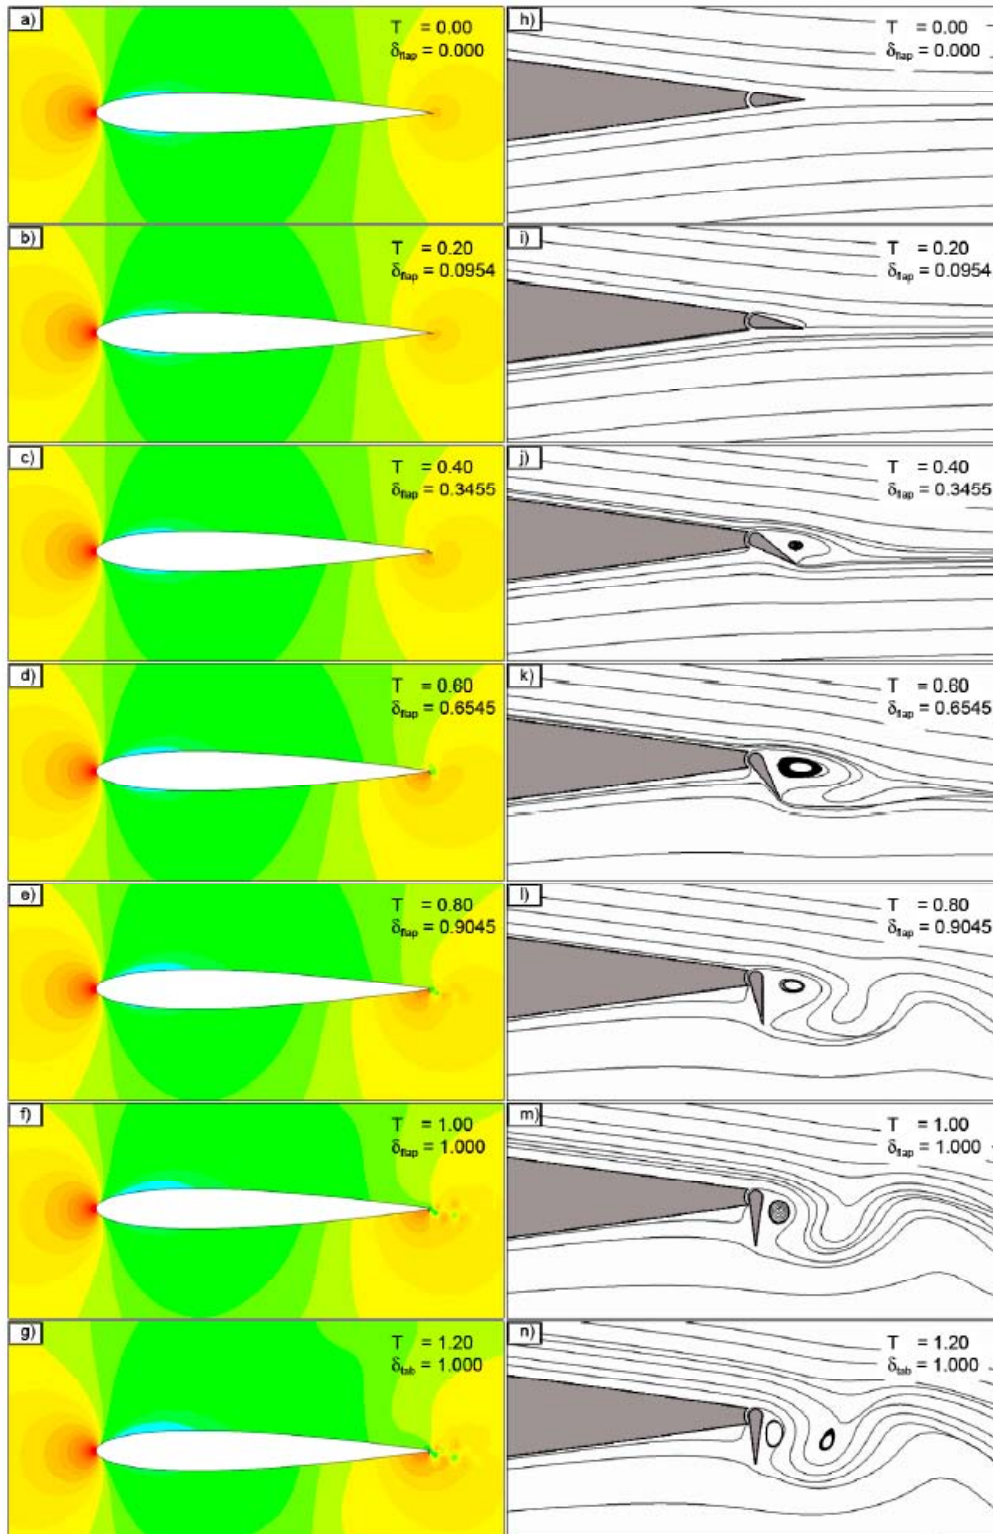 a)
T = 0.00
δflap = 0.000
h)
T = 0.00
δflap = 0.000
b)
T = 0.20
δflap = 0.0954
i)
T = 0.20
δflap = 0.0954
c)
T = 0.40
δflap = 0.3455
j)
T = 0.40
δflap = 0.3455
d)
T = 0.60
δflap = 0.6545
k)
T = 0.60
δflap = 0.6545
e)
T = 0.80
δflap = 0.9045
l)
T = 0.80
δflap = 0.9045
f)
T = 1.00
δflap = 1.000
m)
T = 1.00
δflap = 1.000
g)
T = 1.20
δtab = 1.000
n)
T = 1.20
δtab = 1.000